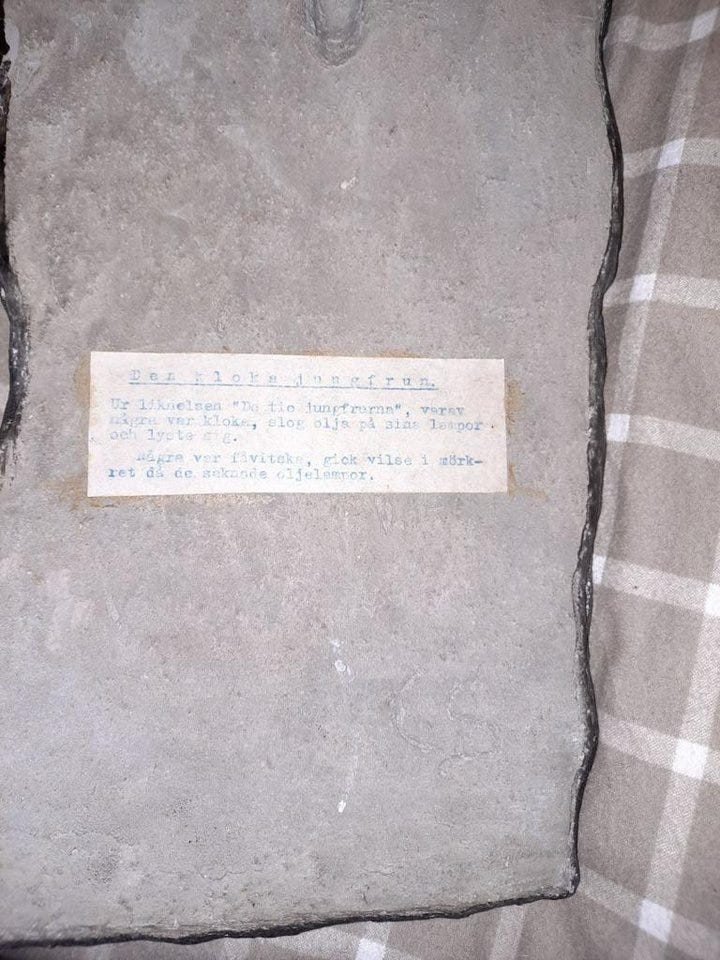 Den kloka jungfrun.
Ur liknelsen "De tio jungfrurna", varav
några var kloka, slog olja på sina lampor
och lyste sig.
Några var fåvitska, gick vilse i mörk-
ret då de saknade oljelampor.